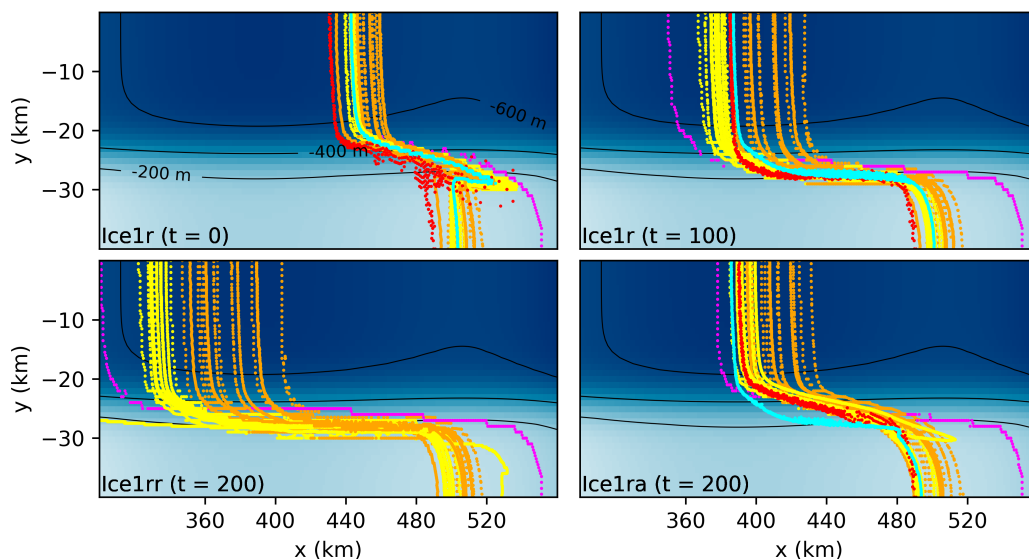 −10
−20
−30
y (km)
-600 m
-400 m
-200 m
Ice1r (t = 0)
Ice1r (t = 100)
−10
−20
−30
y (km)
Ice1rr (t = 200)
Ice1ra (t = 200)
360 400 440 480 520 360 400 440 480 520
x (km) x (km)